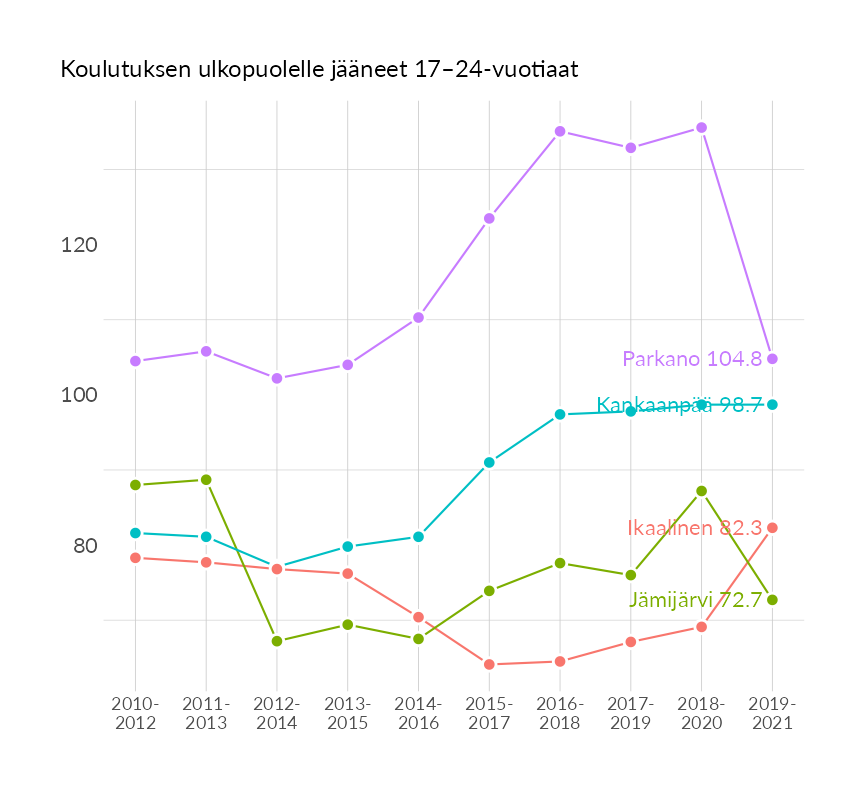 Koulutuksen ulkopuolelle jääneet 17–24-vuotiaat
120
100
80
Parkano 104.8
Kankaanpää 98.7
Ikaalinen 82.3
Jämijärvi 72.7
2010- 2011- 2012- 2013- 2014- 2015- 2016- 2017- 2018- 2019-
2012 2013 2014 2015 2016 2017 2018 2019 2020 2021